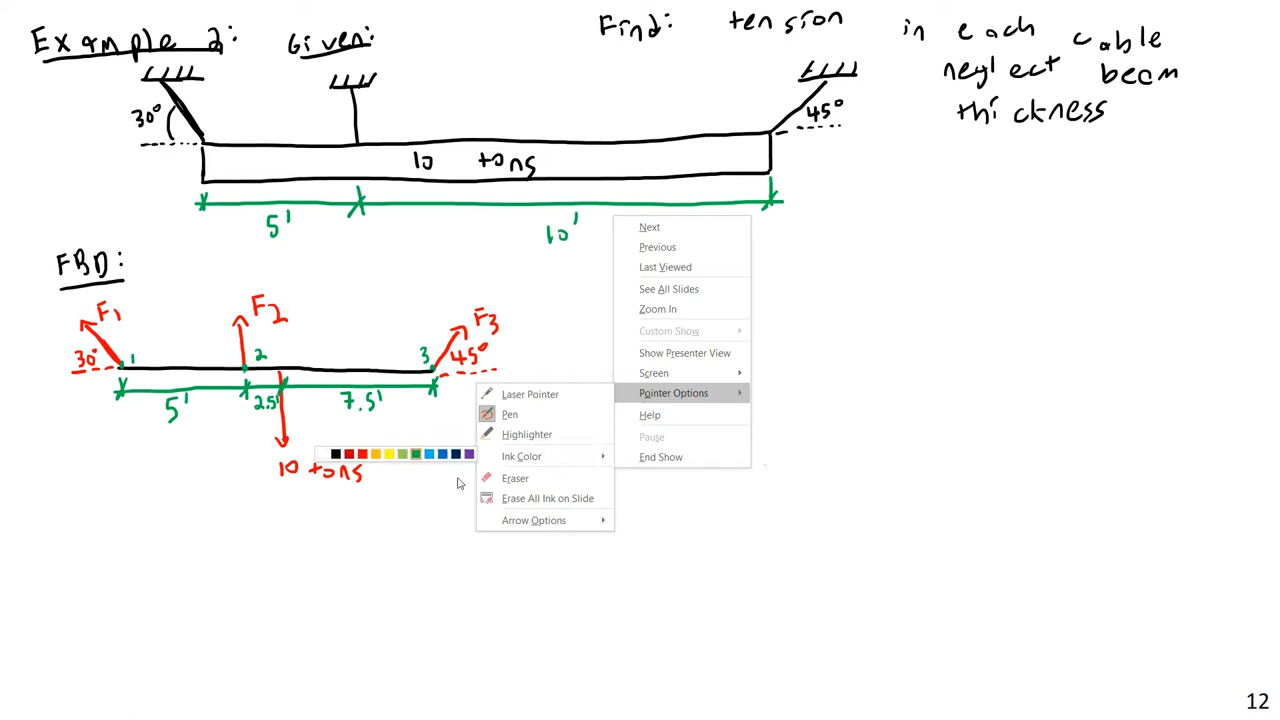 Example 2:
Given:
Find: tension in each cable
neglect beam
thickness
30°
45°
10 tons
5'
10'
FBD:
F1
F2
F3
30°
1
2
3
45°
5'
2.5'
7.5'
10 tons
Next
Previous
Last Viewed
See All Slides
Zoom In
Custom Show
Show Presenter View
Screen
Pointer Options
Help
Pause
End Show
Laser Pointer
Pen
Highlighter
Ink Color
Eraser
Erase All Ink on Slide
Arrow Options
12